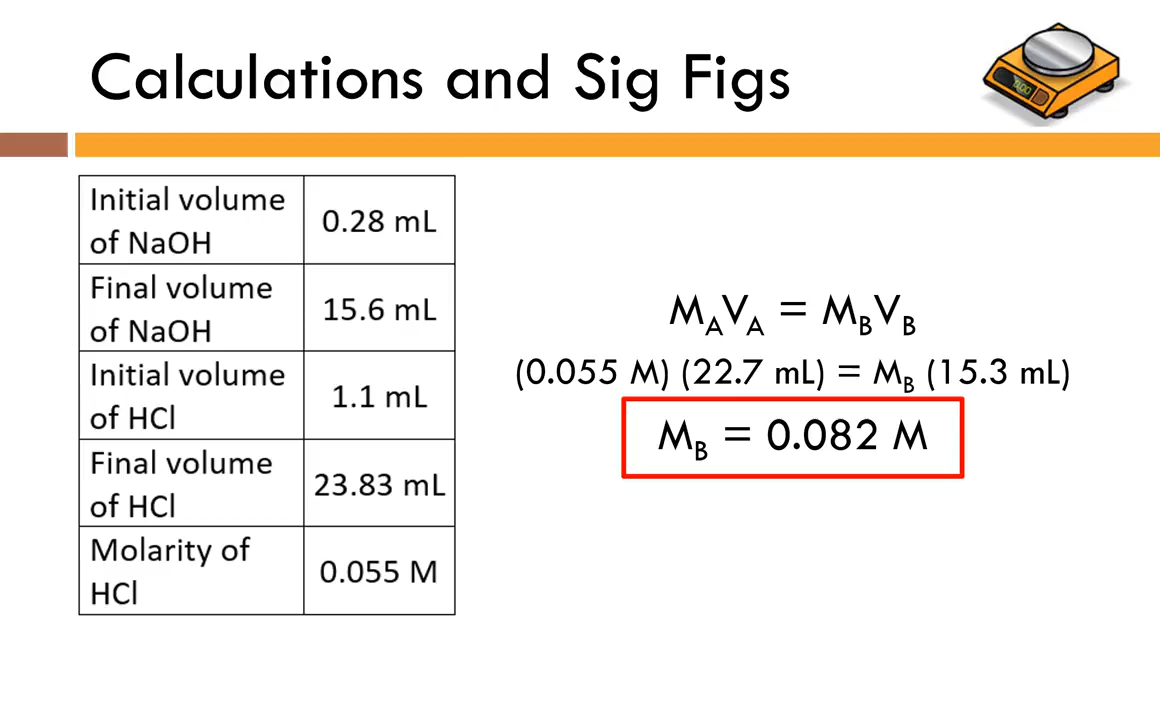 Calculations and Sig Figs
Initial volume
of NaOH
0.28 mL
Final volume
of NaOH
15.6 mL
Initial volume
of HCl
1.1 mL
Final volume
of HCl
23.83 mL
Molarity of
HCl
0.055 M
MAVA = MBVB
(0.055 M) (22.7 mL) = MB (15.3 mL)
MB = 0.082 M